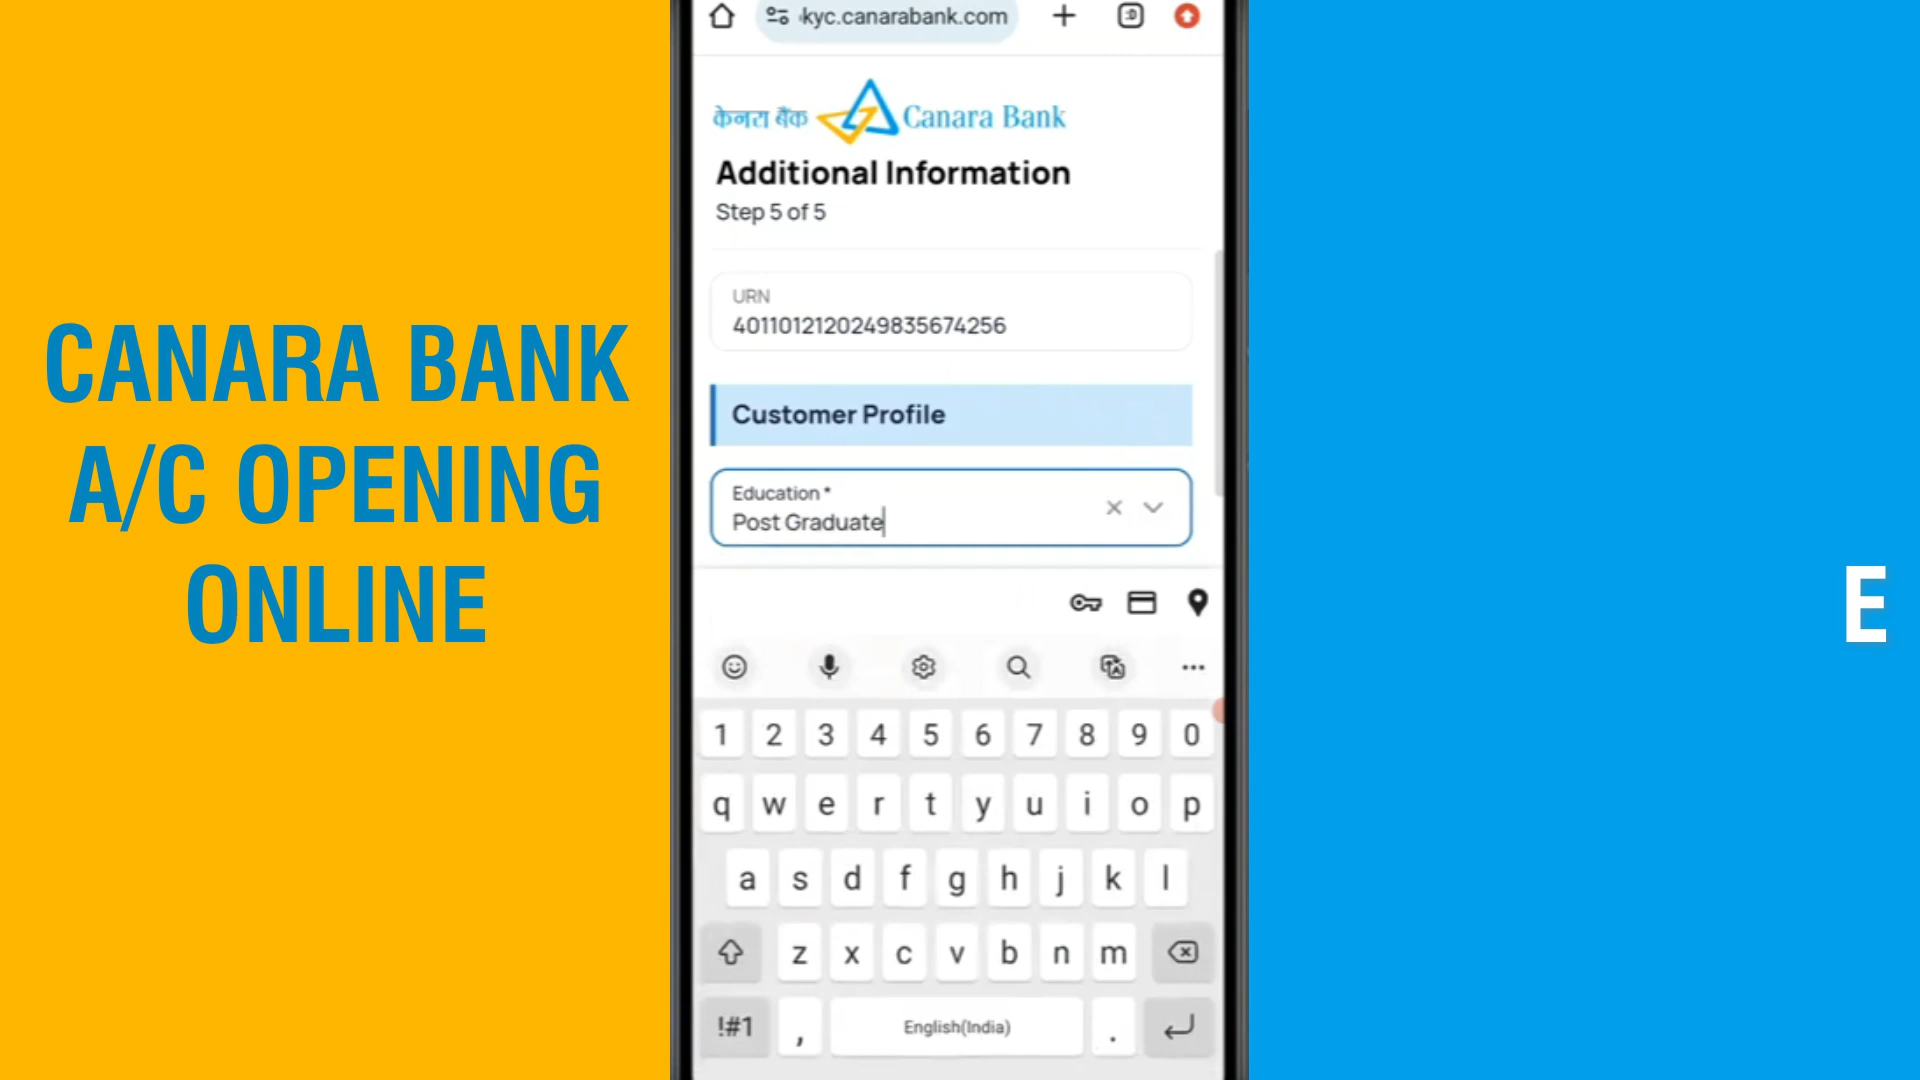 CANARA BANK
A/C OPENING
ONLINE
kyc.canarabank.com
केनरा बैंक Canara Bank
Additional Information
Step 5 of 5
URN
4011012120249835674256
Customer Profile
Education *
Post Graduate
1 2 3 4 5 6 7 8 9 0
q w e r t y u i o p
a s d f g h j k l
z x c v b n m
!#1 , English(India) .
E